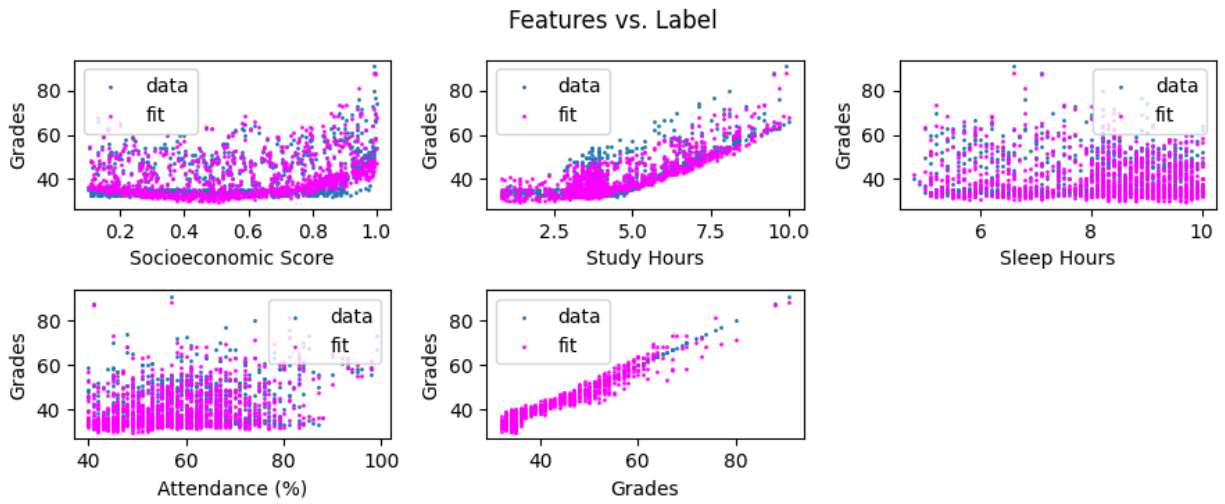 Features vs. Label
Grades
80
60
40
data
fit
0.2 0.4 0.6 0.8 1.0
Socioeconomic Score
Grades
80
60
40
data
fit
2.5 5.0 7.5 10.0
Study Hours
Grades
80
60
40
data
fit
6 8 10
Sleep Hours
Grades
80
60
40
data
fit
40 60 80 100
Attendance (%)
Grades
80
60
40
data
fit
40 60 80
Grades